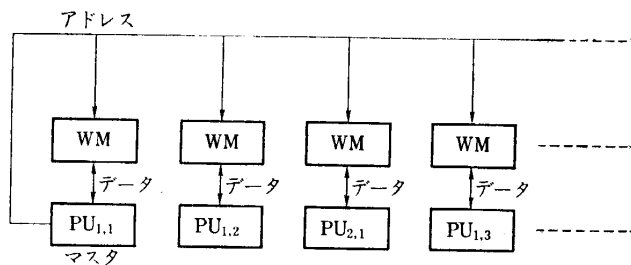 アドレス
WM WM WM WM
データ データ データ データ
PU1,1 PU1,2 PU2,1 PU1,3
マスタ